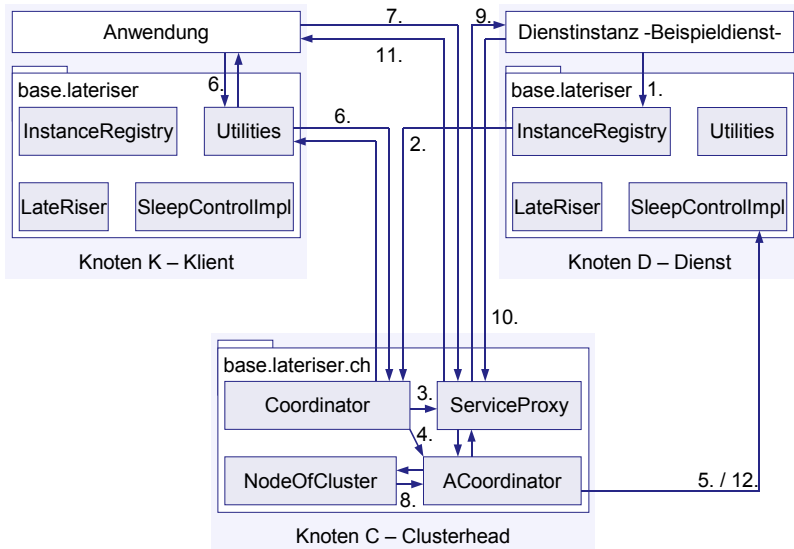 Anwendung
7.
11.
9.
Dienstinstanz -Beispieldienst-
6.
base.lateriser
InstanceRegistry
Utilities
LateRiser
SleepControlImpl
Knoten K – Klient
6.
2.
1.
base.lateriser
InstanceRegistry
Utilities
LateRiser
SleepControlImpl
Knoten D – Dienst
10.
base.lateriser.ch
Coordinator
3.
ServiceProxy
4.
NodeOfCluster
8.
ACoordinator
5. / 12.
Knoten C – Clusterhead